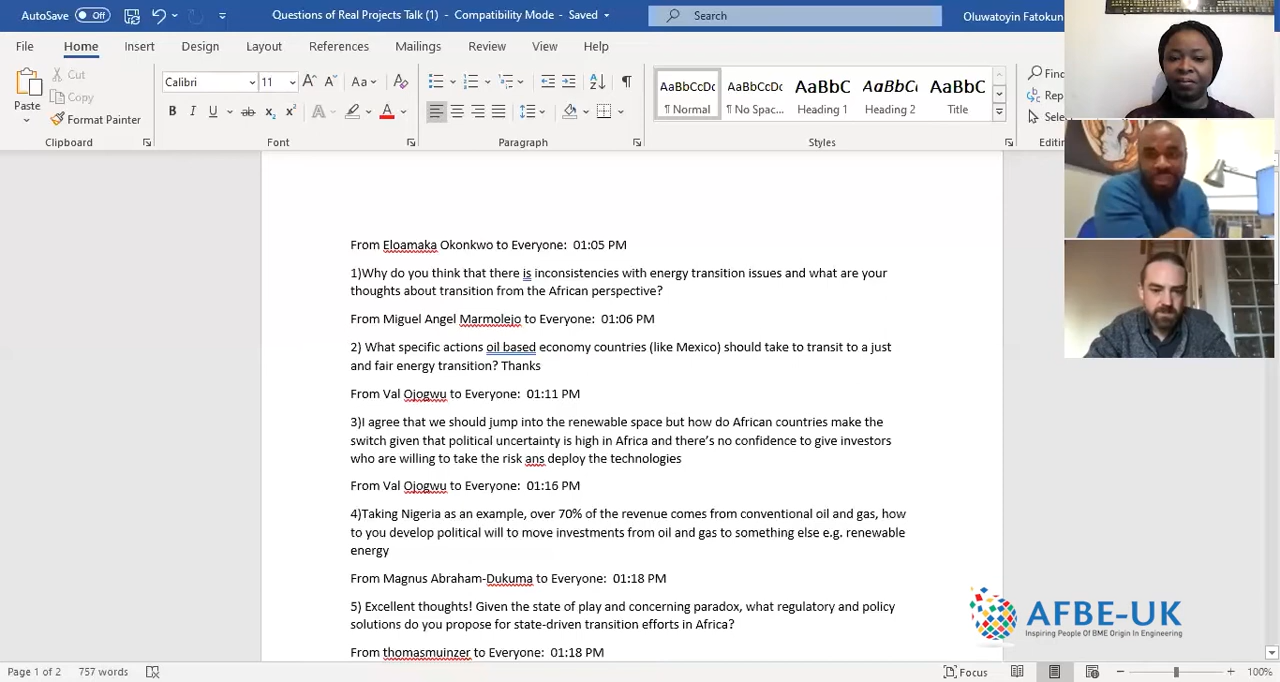 AutoSave Off Questions of Real Projects Talk (1) - Compatibility Mode - Saved Search Oluwatoyin Fatokun
File Home Insert Design Layout References Mailings Review View Help
Paste Cut Copy Format Painter
Calibri 11 Aa
B I U ab x₂ x² A A
AaBbCcDc AaBbCcDc AaBbC AaBbCc AaBbC
¶ Normal ¶ No Spac... Heading 1 Heading 2 Title
Clipboard Font Paragraph Styles
From Eloamaka Okonkwo to Everyone: 01:05 PM
1)Why do you think that there is inconsistencies with energy transition issues and what are your
thoughts about transition from the African perspective?
From Miguel Angel Marmolejo to Everyone: 01:06 PM
2) What specific actions oil based economy countries (like Mexico) should take to transit to a just
and fair energy transition? Thanks
From Val Ojogwu to Everyone: 01:11 PM
3)I agree that we should jump into the renewable space but how do African countries make the
switch given that political uncertainty is high in Africa and there's no confidence to give investors
who are willing to take the risk ans deploy the technologies
From Val Ojogwu to Everyone: 01:16 PM
4)Taking Nigeria as an example, over 70% of the revenue comes from conventional oil and gas, how
to you develop political will to move investments from oil and gas to something else e.g. renewable
energy
From Magnus Abraham-Dukuma to Everyone: 01:18 PM
5) Excellent thoughts! Given the state of play and concerning paradox, what regulatory and policy
solutions do you propose for state-driven transition efforts in Africa?
From thomasmuinzer to Everyone: 01:18 PM
AFBE-UK
Inspiring People Of BME Origin In Engineering
Page 1 of 2 757 words Focus 100%